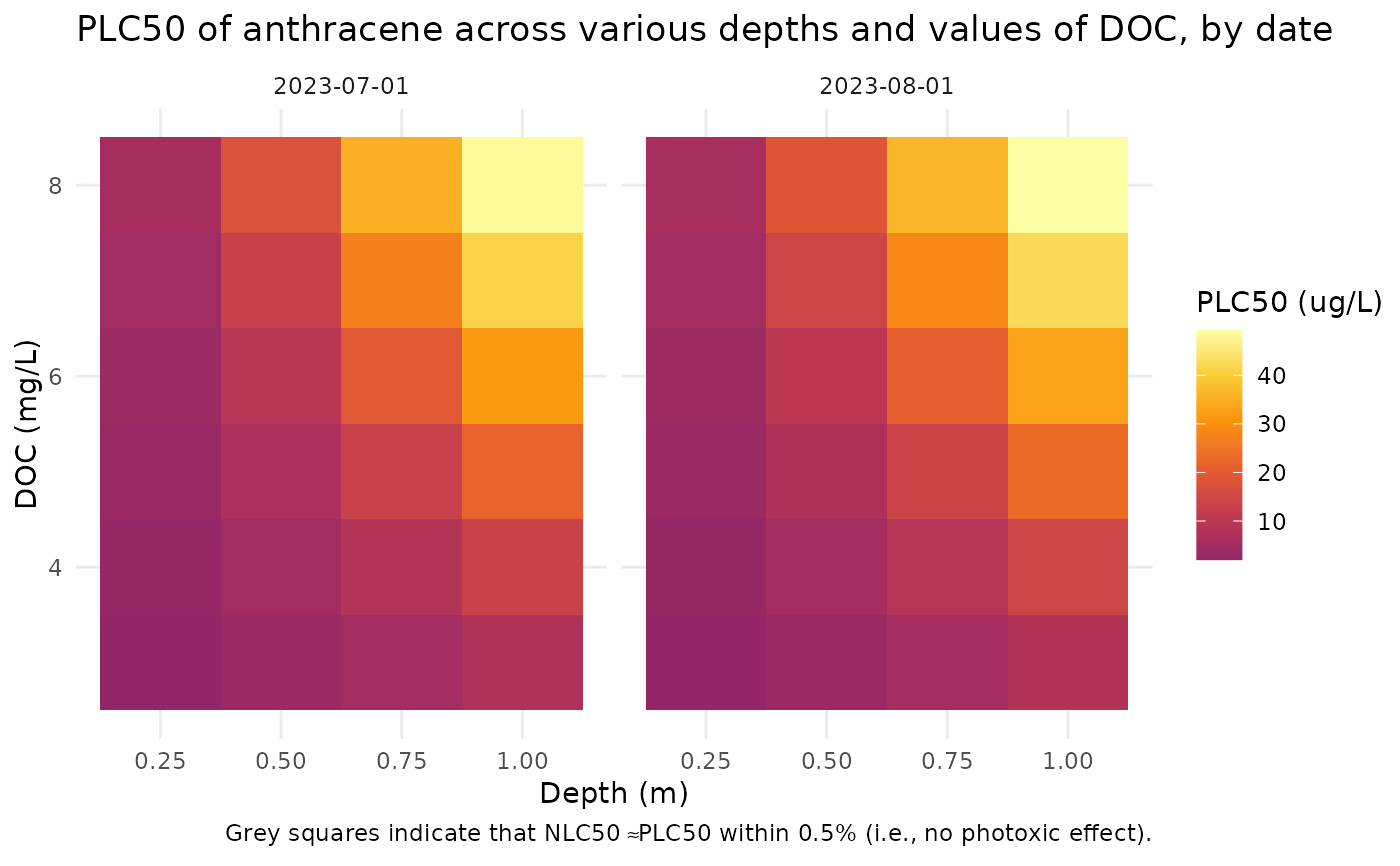 PLC50 of anthracene across various depths and values of DOC, by date
2023-07-01
2023-08-01
8
6
4
DOC (mg/L)
0.25 0.50 0.75 1.00
0.25 0.50 0.75 1.00
Depth (m)
PLC50 (ug/L)
40
30
20
10
Grey squares indicate that NLC50 ≈PLC50 within 0.5% (i.e., no photoxic effect).